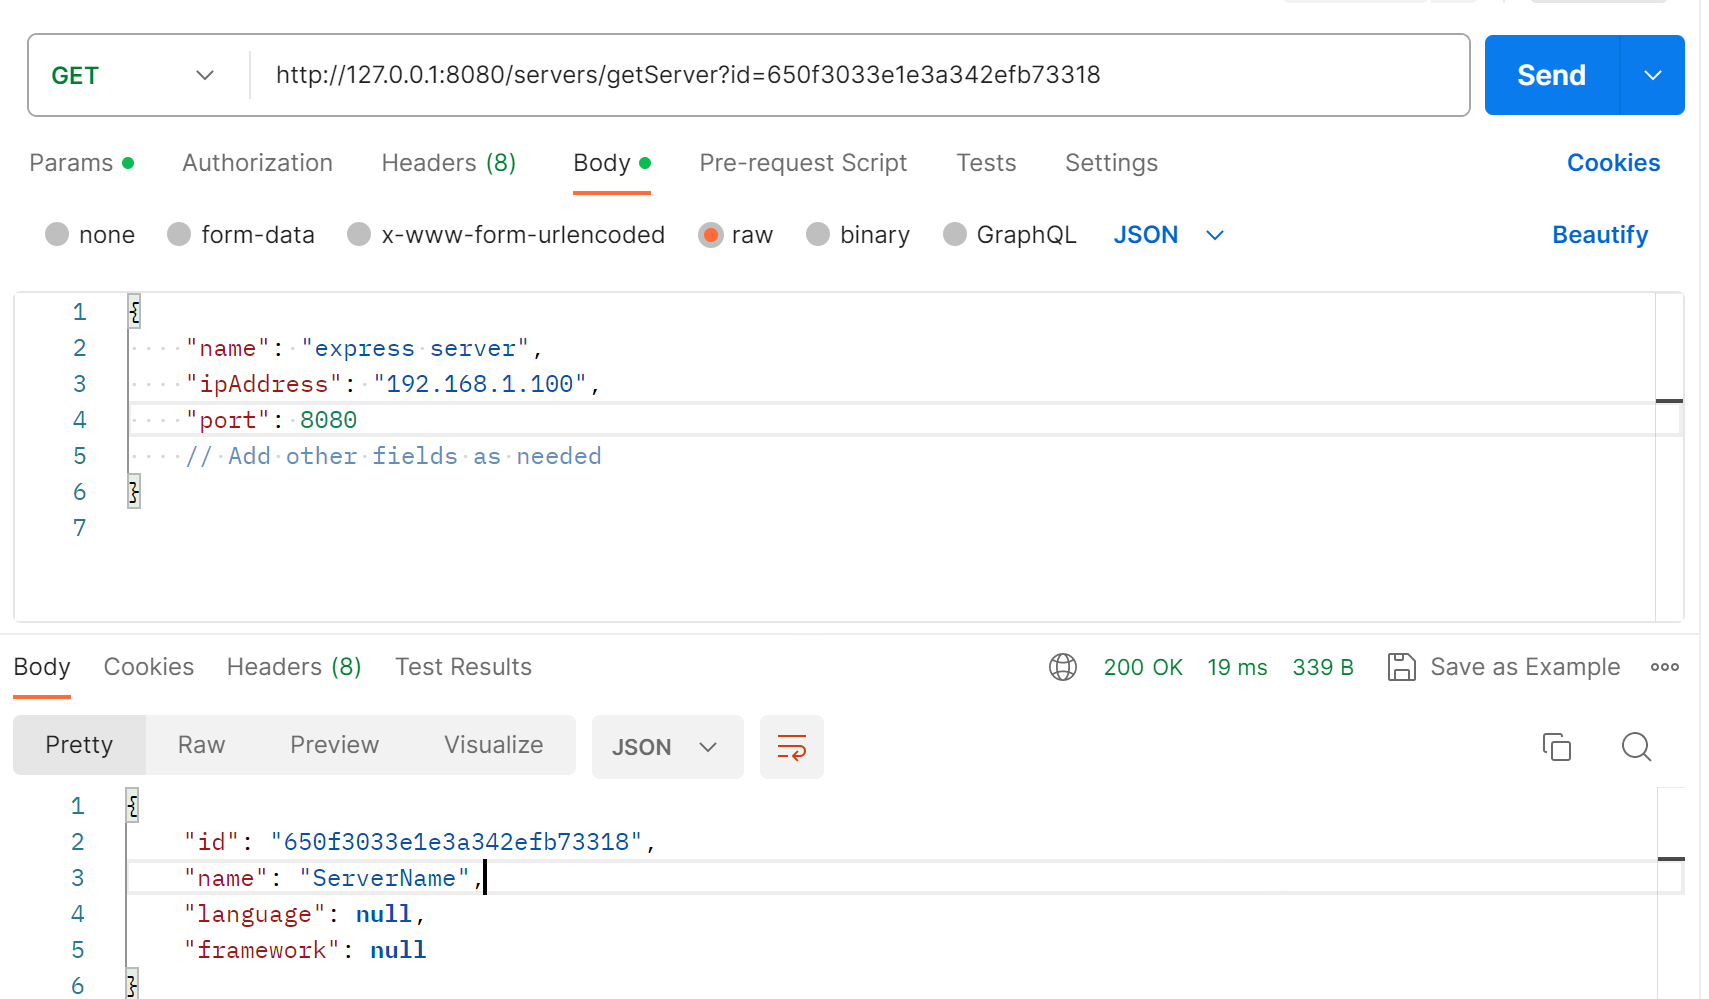 GET http://127.0.0.1:8080/servers/getServer?id=650f3033e1e3a342efb73318 Send
Params Authorization Headers (8) Body Pre-request Script Tests Settings Cookies
none form-data x-www-form-urlencoded raw binary GraphQL JSON Beautify
1 {
2 "name": "express server",
3 "ipAddress": "192.168.1.100",
4 "port": 8080
5 // Add other fields as needed
6 }
7
Body Cookies Headers (8) Test Results 200 OK 19 ms 339 B Save as Example
Pretty Raw Preview Visualize JSON
1 {
2 "id": "650f3033e1e3a342efb73318",
3 "name": "ServerName",
4 "language": null,
5 "framework": null
6 }